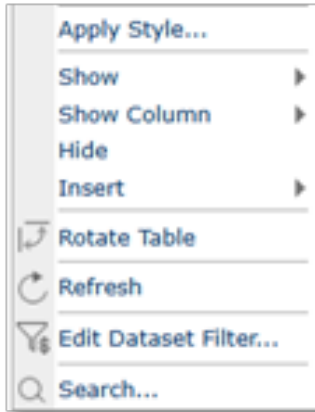 Apply Style...
Show
Show Column
Hide
Insert
Rotate Table
Refresh
Edit Dataset Filter...
Search...